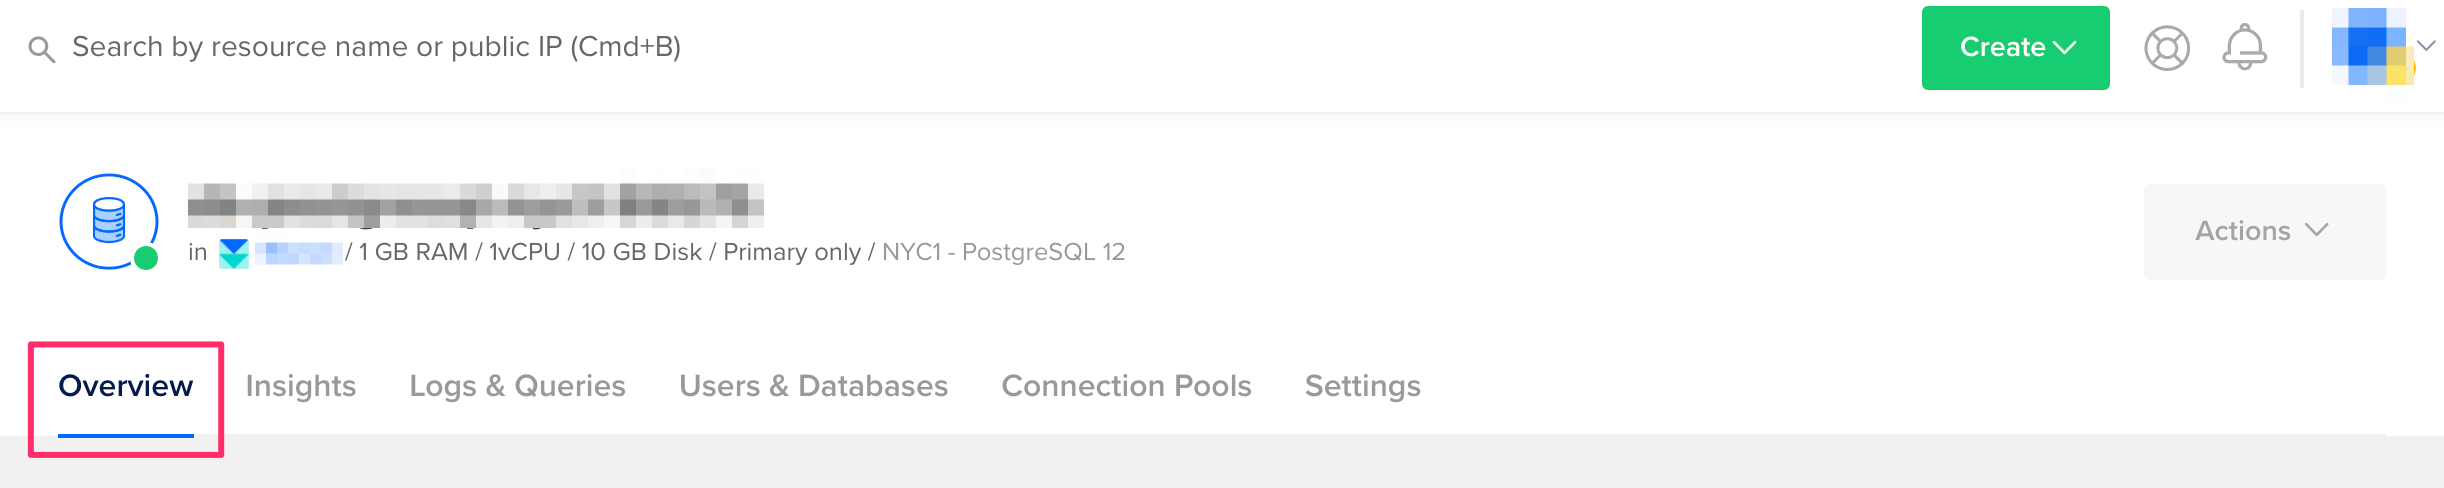 Search by resource name or public IP (Cmd+B)
Create
in / 1 GB RAM / 1vCPU / 10 GB Disk / Primary only / NYC1 - PostgreSQL 12
Actions
Overview Insights Logs & Queries Users & Databases Connection Pools Settings